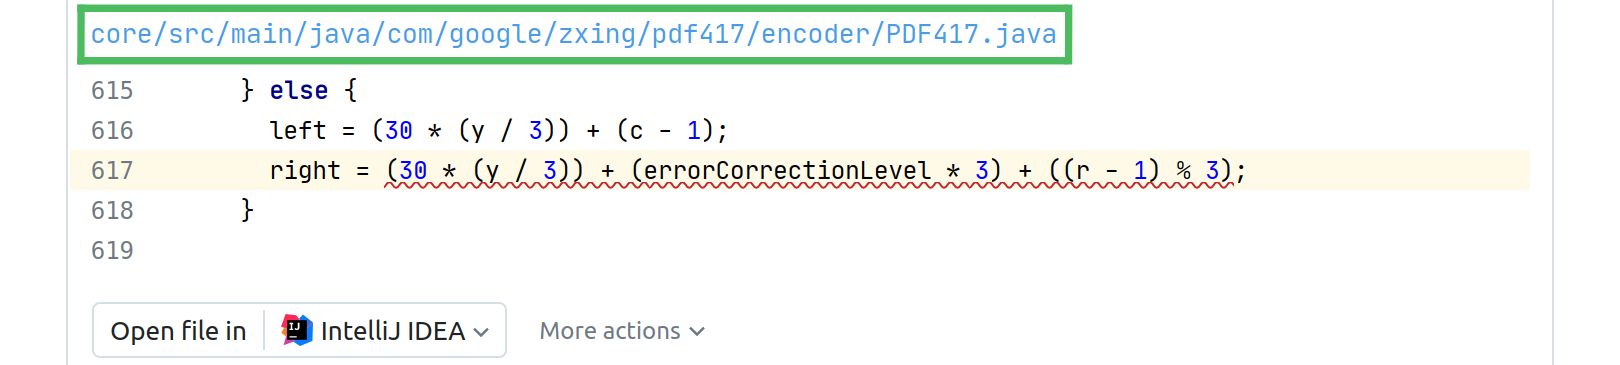 core/src/main/java/com/google/zxing/pdf417/encoder/PDF417.java
615 } else {
616 left = (30 * (y / 3)) + (c - 1);
617 right = (30 * (y / 3)) + (errorCorrectionLevel * 3) + ((r - 1) % 3);
618 }
619
Open file in IJ IntelliJ IDEA More actions